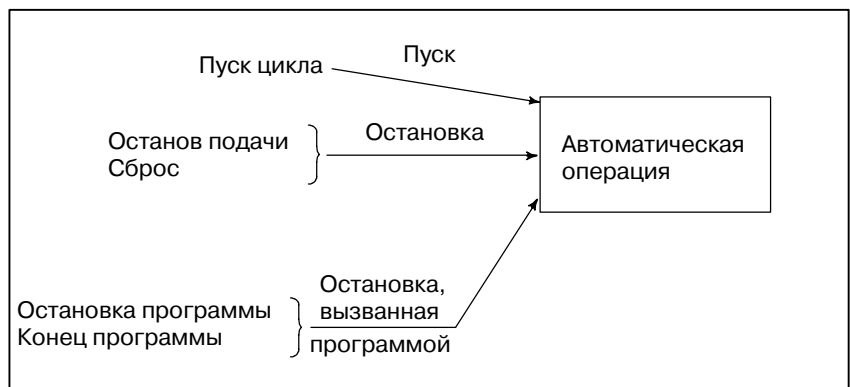 Пуск цикла
Пуск
Останов подачи
Сброс
Остановка
Автоматическая
операция
Остановка программы
Конец программы
Остановка,
вызванная
программой